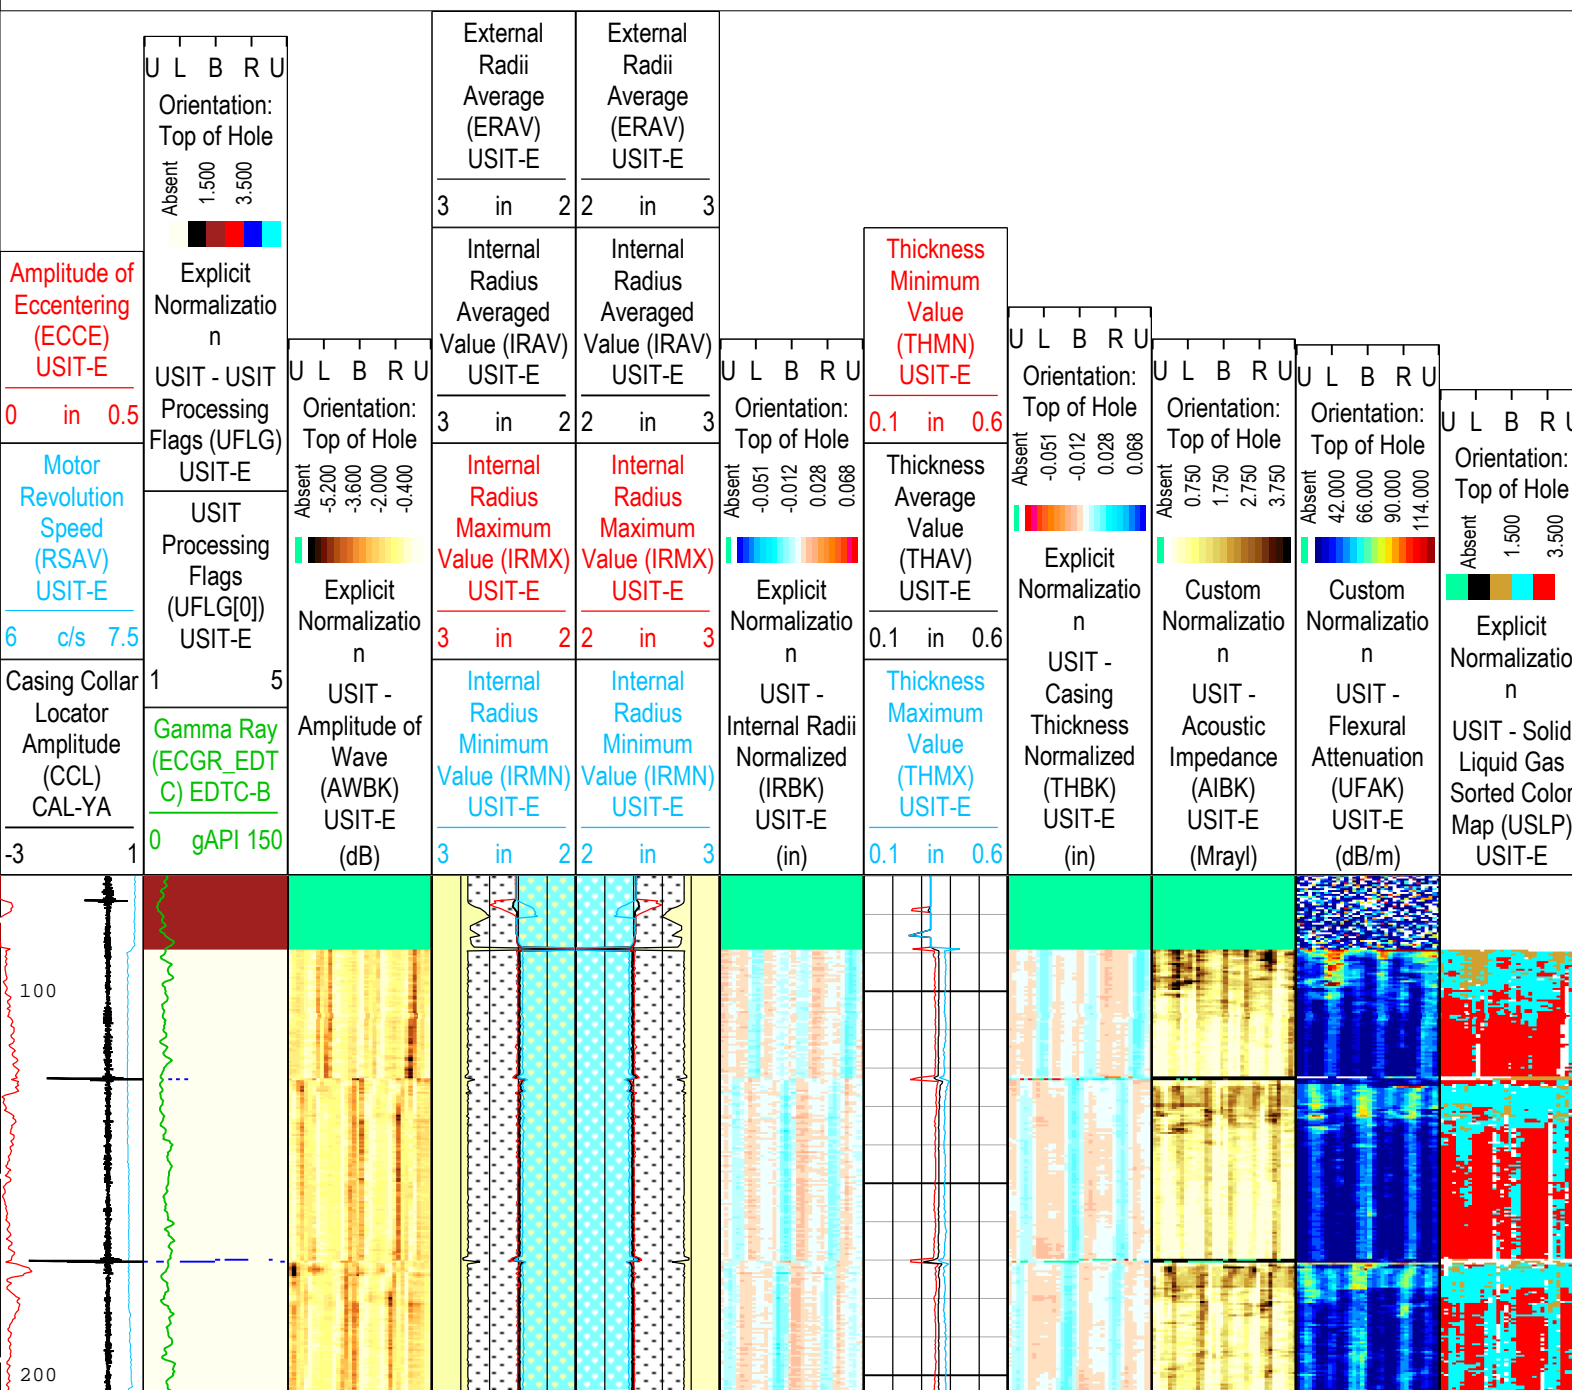 Amplitude of
Eccentering
(ECCE)
USIT-E
0 in 0.5
Motor
Revolution
Speed
(RSAV)
USIT-E
6 c/s 7.5
Casing Collar
Locator
Amplitude
(CCL)
CAL-YA
-3 1
U L B R U
Orientation:
Top of Hole
Absent
1.500
3.500
Explicit
Normalizatio
n
USIT - USIT
Processing
Flags (UFLG)
USIT-E
USIT
Processing
Flags
(UFLG[0])
USIT-E
1 5
Gamma Ray
(ECGR_EDT
C) EDTC-B
0 gAPI 150
U L B R U
Orientation:
Top of Hole
Absent
-5.200
-3.600
-2.000
-0.400
Explicit
Normalizatio
n
USIT -
Amplitude of
Wave
(AWBK)
USIT-E
(dB)
External
Radii
Average
(ERAV)
USIT-E
3 in 2
Internal
Radius
Averaged
Value (IRAV)
USIT-E
3 in 2
Internal
Radius
Maximum
Value (IRMX)
USIT-E
3 in 2
Internal
Radius
Minimum
Value (IRMN)
USIT-E
3 in 2
External
Radii
Average
(ERAV)
USIT-E
2 in 3
Internal
Radius
Averaged
Value (IRAV)
USIT-E
2 in 3
Internal
Radius
Maximum
Value (IRMX)
USIT-E
2 in 3
Internal
Radius
Minimum
Value (IRMN)
USIT-E
2 in 3
U L B R U
Orientation:
Top of Hole
Absent
-0.051
-0.012
0.028
0.068
Explicit
Normalizatio
n
USIT -
Internal Radii
Normalized
(IRBK)
USIT-E
(in)
Thickness
Minimum
Value
(THMN)
USIT-E
0.1 in 0.6
Thickness
Average
Value
(THAV)
USIT-E
0.1 in 0.6
Thickness
Maximum
Value
(THMX)
USIT-E
0.1 in 0.6
U L B R U
Orientation:
Top of Hole
Absent
-0.051
-0.012
0.028
0.068
Explicit
Normalizatio
n
USIT -
Casing
Thickness
Normalized
(THBK)
USIT-E
(in)
U L B R U
Orientation:
Top of Hole
Absent
0.750
1.750
2.750
3.750
Custom
Normalizatio
n
USIT -
Acoustic
Impedance
(AIBK)
USIT-E
(Mrayl)
U L B R U
Orientation:
Top of Hole
Absent
42.000
66.000
90.000
114.000
Custom
Normalizatio
n
USIT -
Flexural
Attenuation
(UFAK)
USIT-E
(dB/m)
U L B R U
Orientation:
Top of Hole
Absent
1.500
3.500
Explicit
Normalizatio
n
USIT - Solid
Liquid Gas
Sorted Color
Map (USLP)
USIT-E
100
200